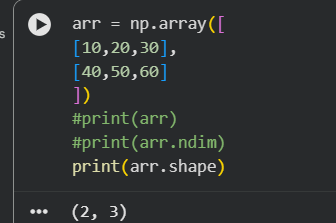 s
arr = np.array([
[10,20,30],
[40,50,60]
])
#print(arr)
#print(arr.ndim)
print(arr.shape)
(2, 3)